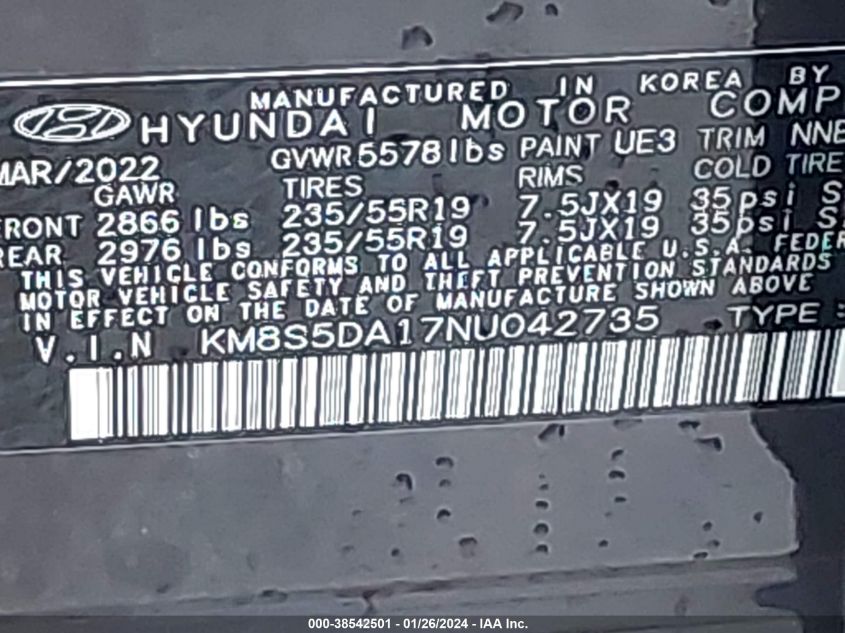 MANUFACTURED IN KOREA BY
HYUNDAI MOTOR COMP
MAR/2022 GVWR 5578 lbs PAINT UE3 TRIM NNB
GAWR TIRES RIMS COLD TIRE
FRONT 2866 lbs 235/55R19 7.5JX19 35psi S
REAR 2976 lbs 235/55R19 7.5JX19 35psi S
THIS VEHICLE CONFORMS TO ALL APPLICABLE U.S.A. FEDER
MOTOR VEHICLE SAFETY AND THEFT PREVENTION STANDARDS
IN EFFECT ON THE DATE OF MANUFACTURE SHOWN ABOVE
V.I.N KM8S5DA17NU042735 TYPE :
000-38542501 - 01/26/2024 - IAA Inc.